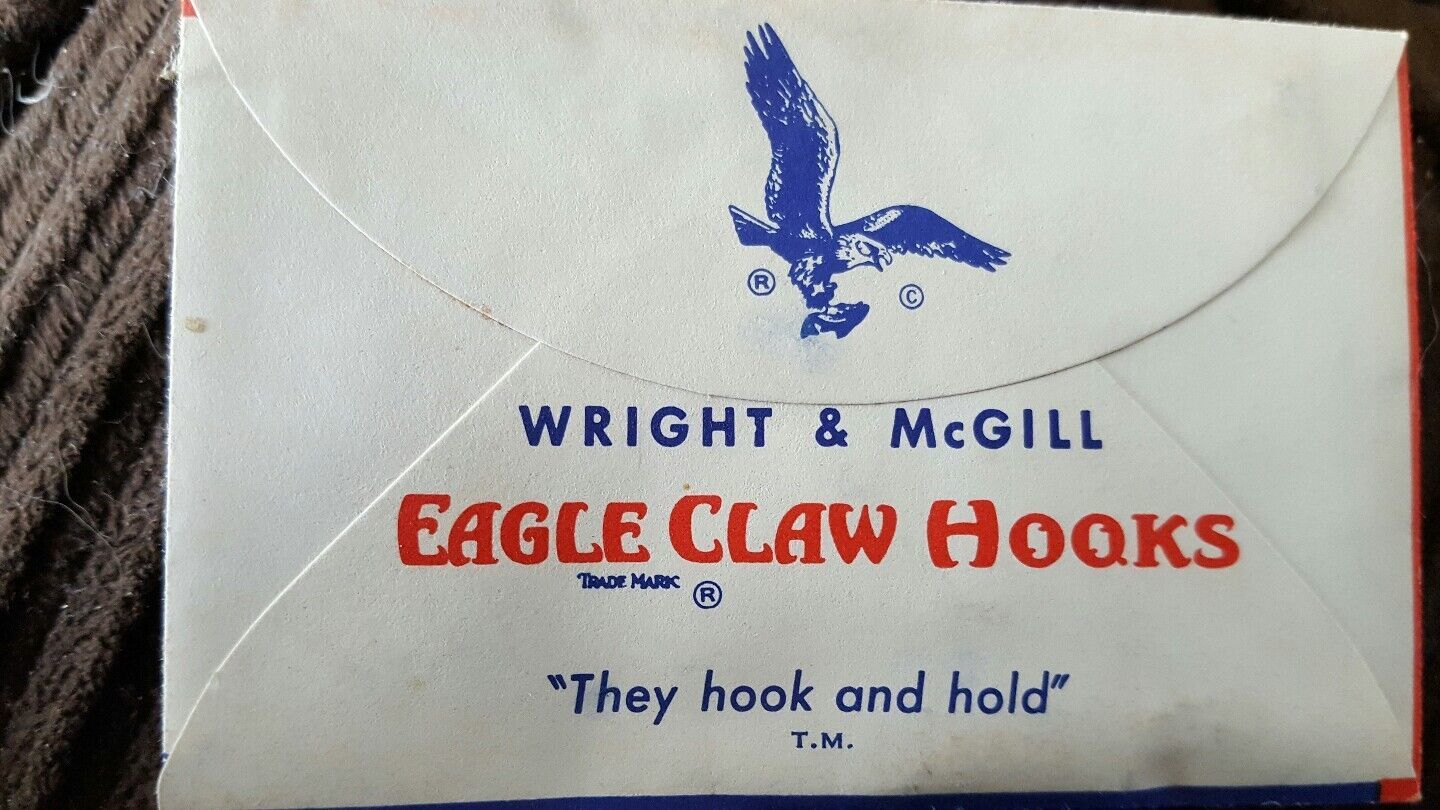 ® ©
WRIGHT & McGILL
EAGLE CLAW HOOKS
TRADE MARK ®
"They hook and hold"
T.M.